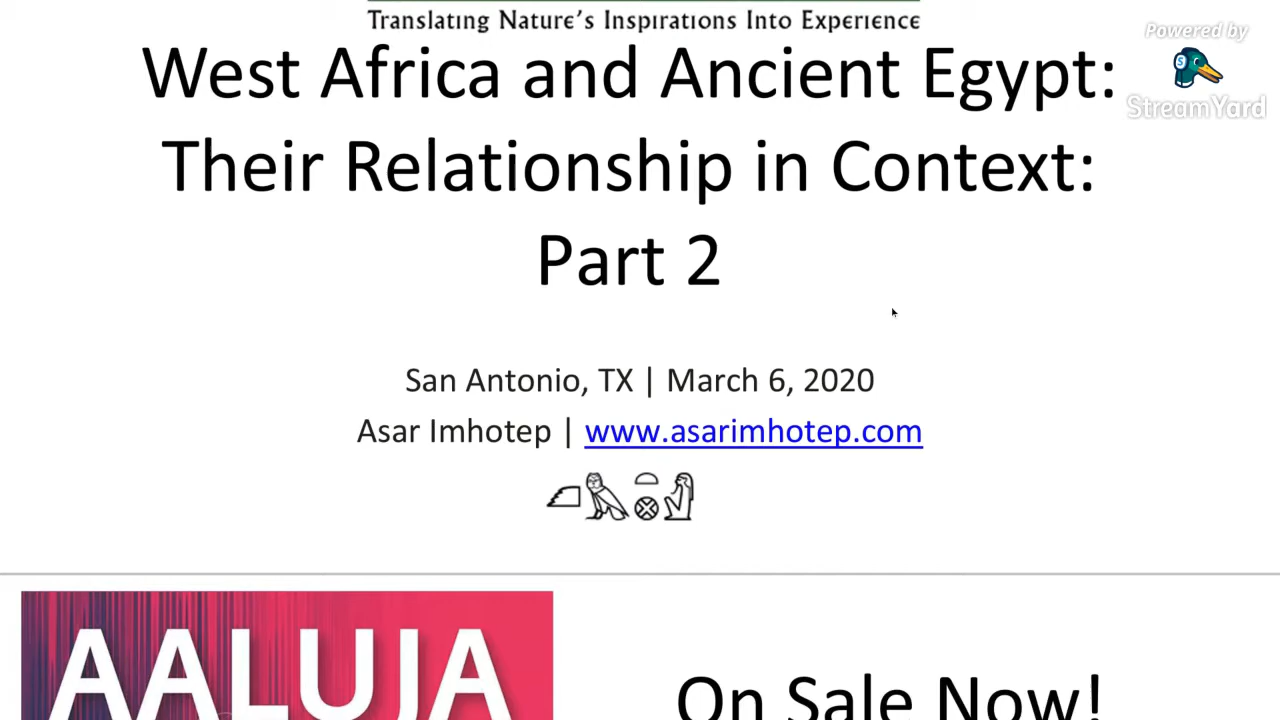 Translating Nature's Inspirations Into Experience
Powered by
StreamYard
West Africa and Ancient Egypt:
Their Relationship in Context:
Part 2
San Antonio, TX | March 6, 2020
Asar Imhotep | www.asarimhotep.com
𓆎𓅓𓏏𓊖𓁐
AALUJA
On Sale Now!